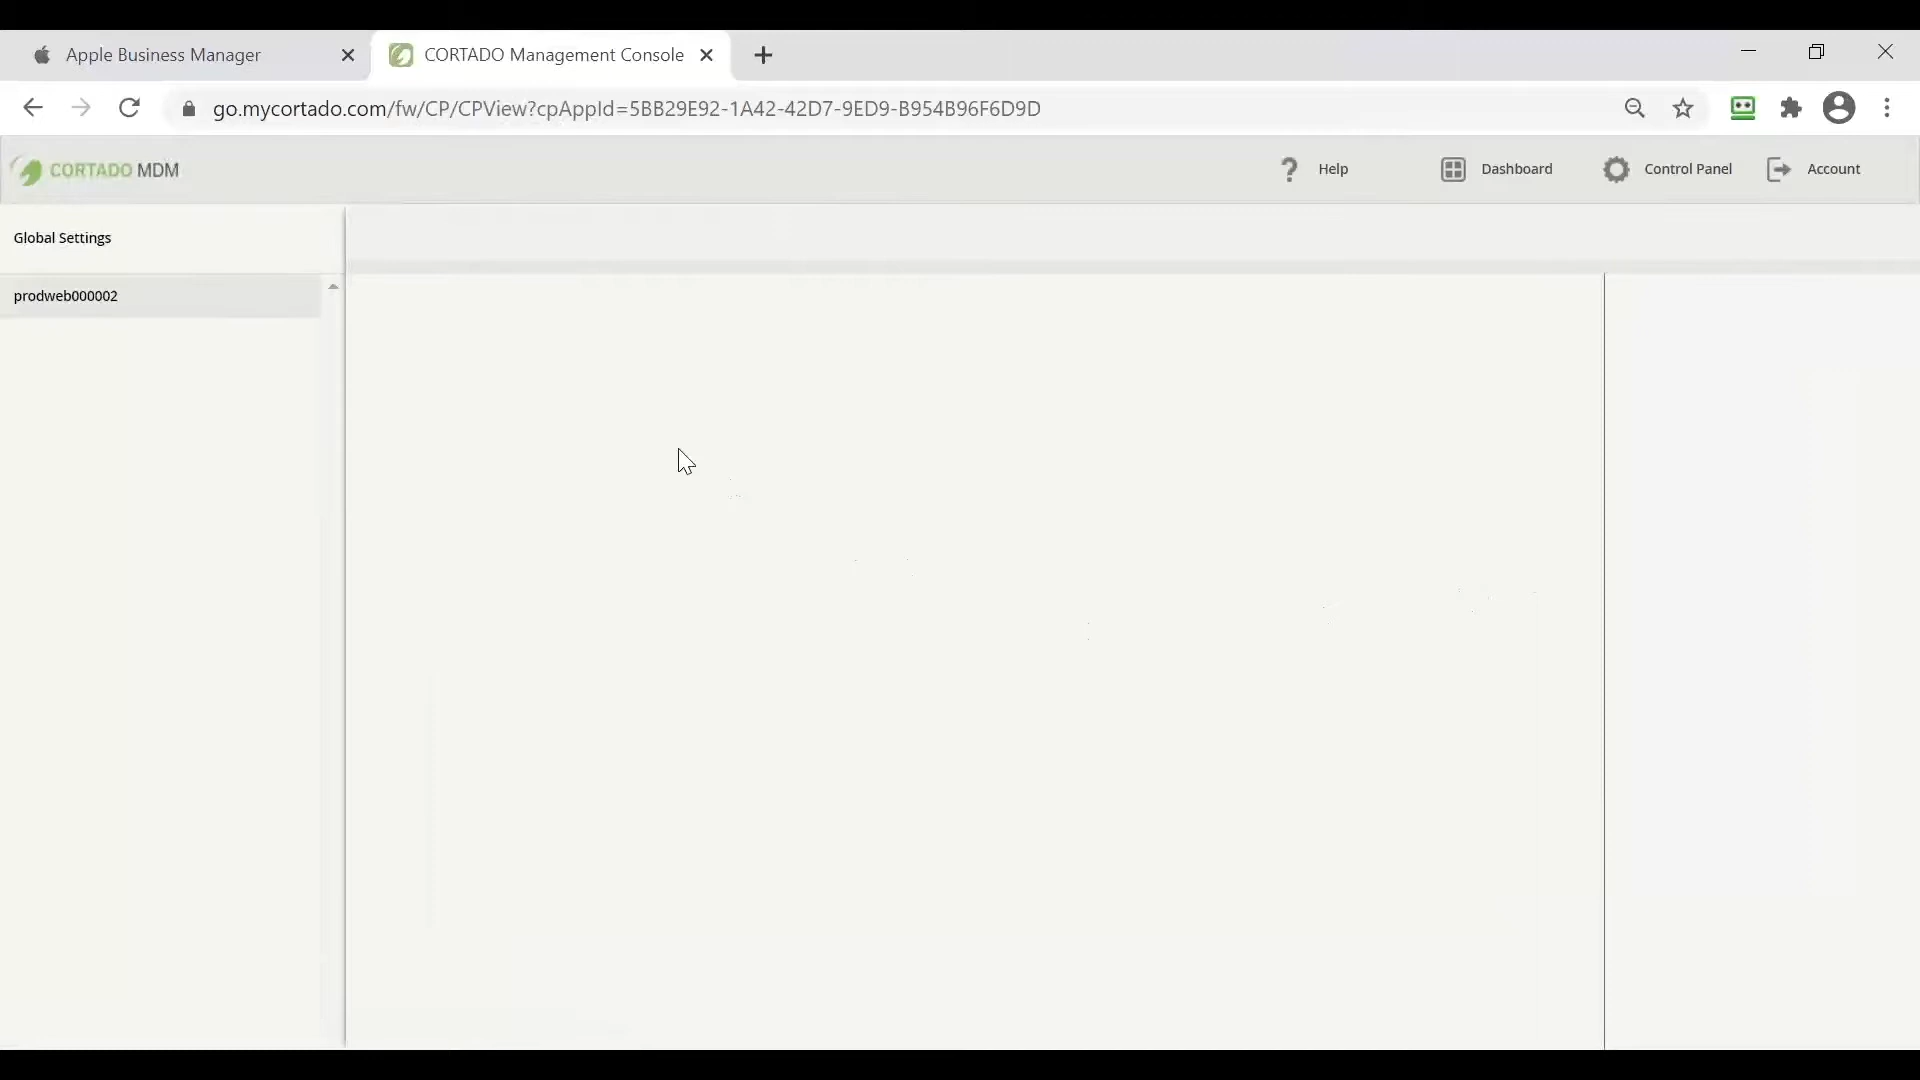 Apple Business Manager
CORTADO Management Console
go.mycortado.com/fw/CP/CPView?cpAppId=5BB29E92-1A42-42D7-9ED9-B954B96F6D9D
CORTADO MDM
Help
Dashboard
Control Panel
Account
Global Settings
prodweb000002